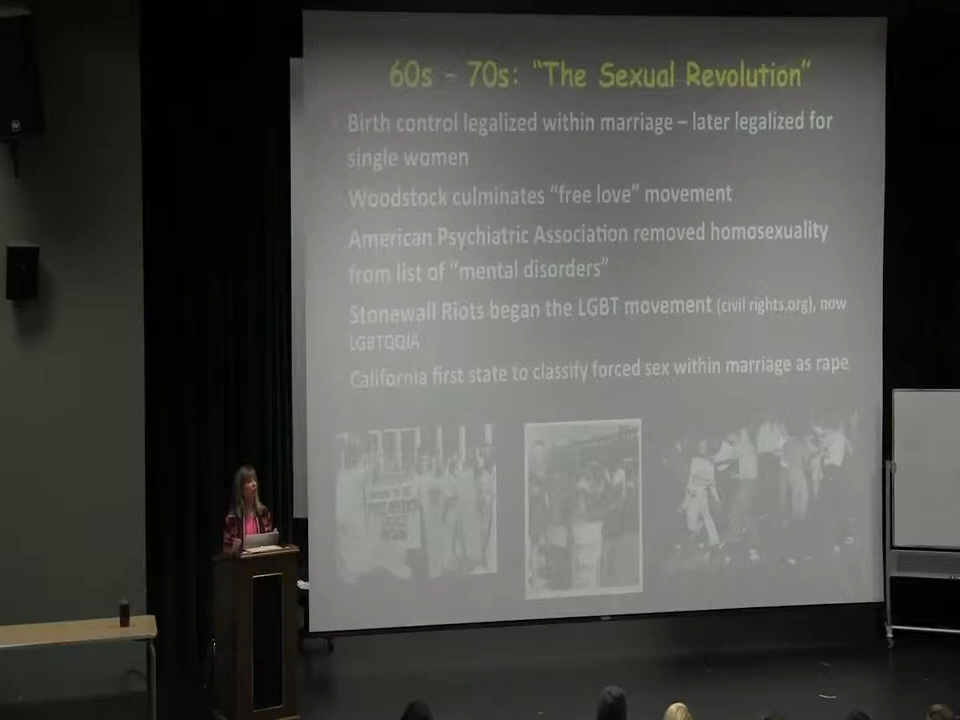 60s - 70s: "The Sexual Revolution"
Birth control legalized within marriage – later legalized for
single women
Woodstock culminates "free love" movement
American Psychiatric Association removed homosexuality
from list of "mental disorders"
Stonewall Riots began the LGBT movement (civil rights.org), now
LGBTQQIA
California first state to classify forced sex within marriage as rape